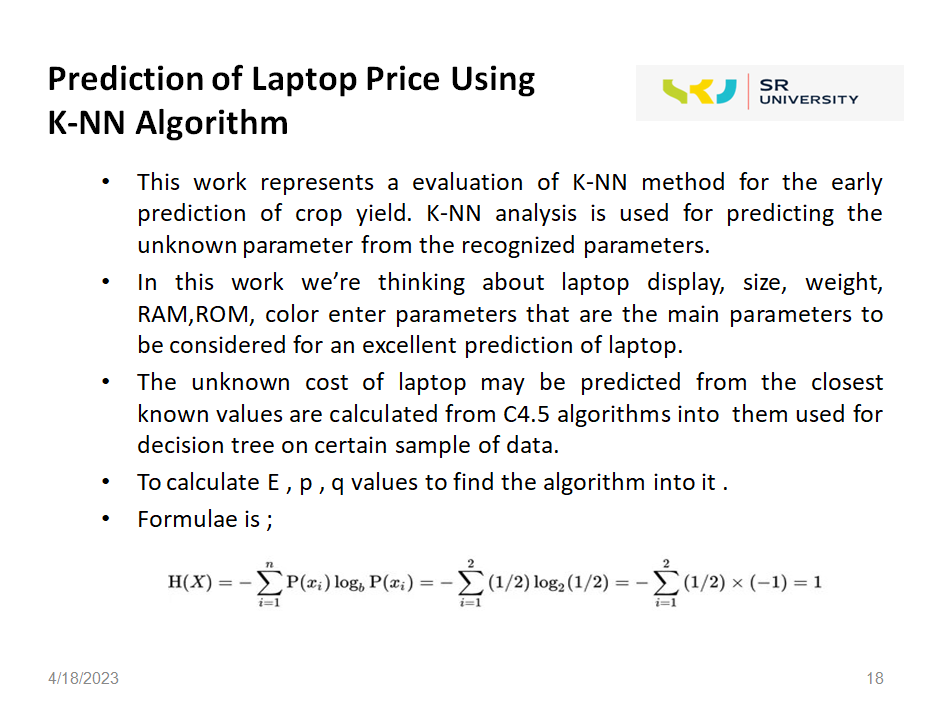 Prediction of Laptop Price Using
K-NN Algorithm
SR
UNIVERSITY
• This work represents a evaluation of K-NN method for the early
prediction of crop yield. K-NN analysis is used for predicting the
unknown parameter from the recognized parameters.
• In this work we’re thinking about laptop display, size, weight,
RAM,ROM, color enter parameters that are the main parameters to
be considered for an excellent prediction of laptop.
• The unknown cost of laptop may be predicted from the closest
known values are calculated from C4.5 algorithms into them used for
decision tree on certain sample of data.
• To calculate E , p , q values to find the algorithm into it .
• Formulae is ;
H(X) = − ∑_{i=1}^{n} P(x_i) log_b P(x_i) = − ∑_{i=1}^{2} (1/2) log_2(1/2) = − ∑_{i=1}^{2} (1/2) × (−1) = 1
4/18/2023
18